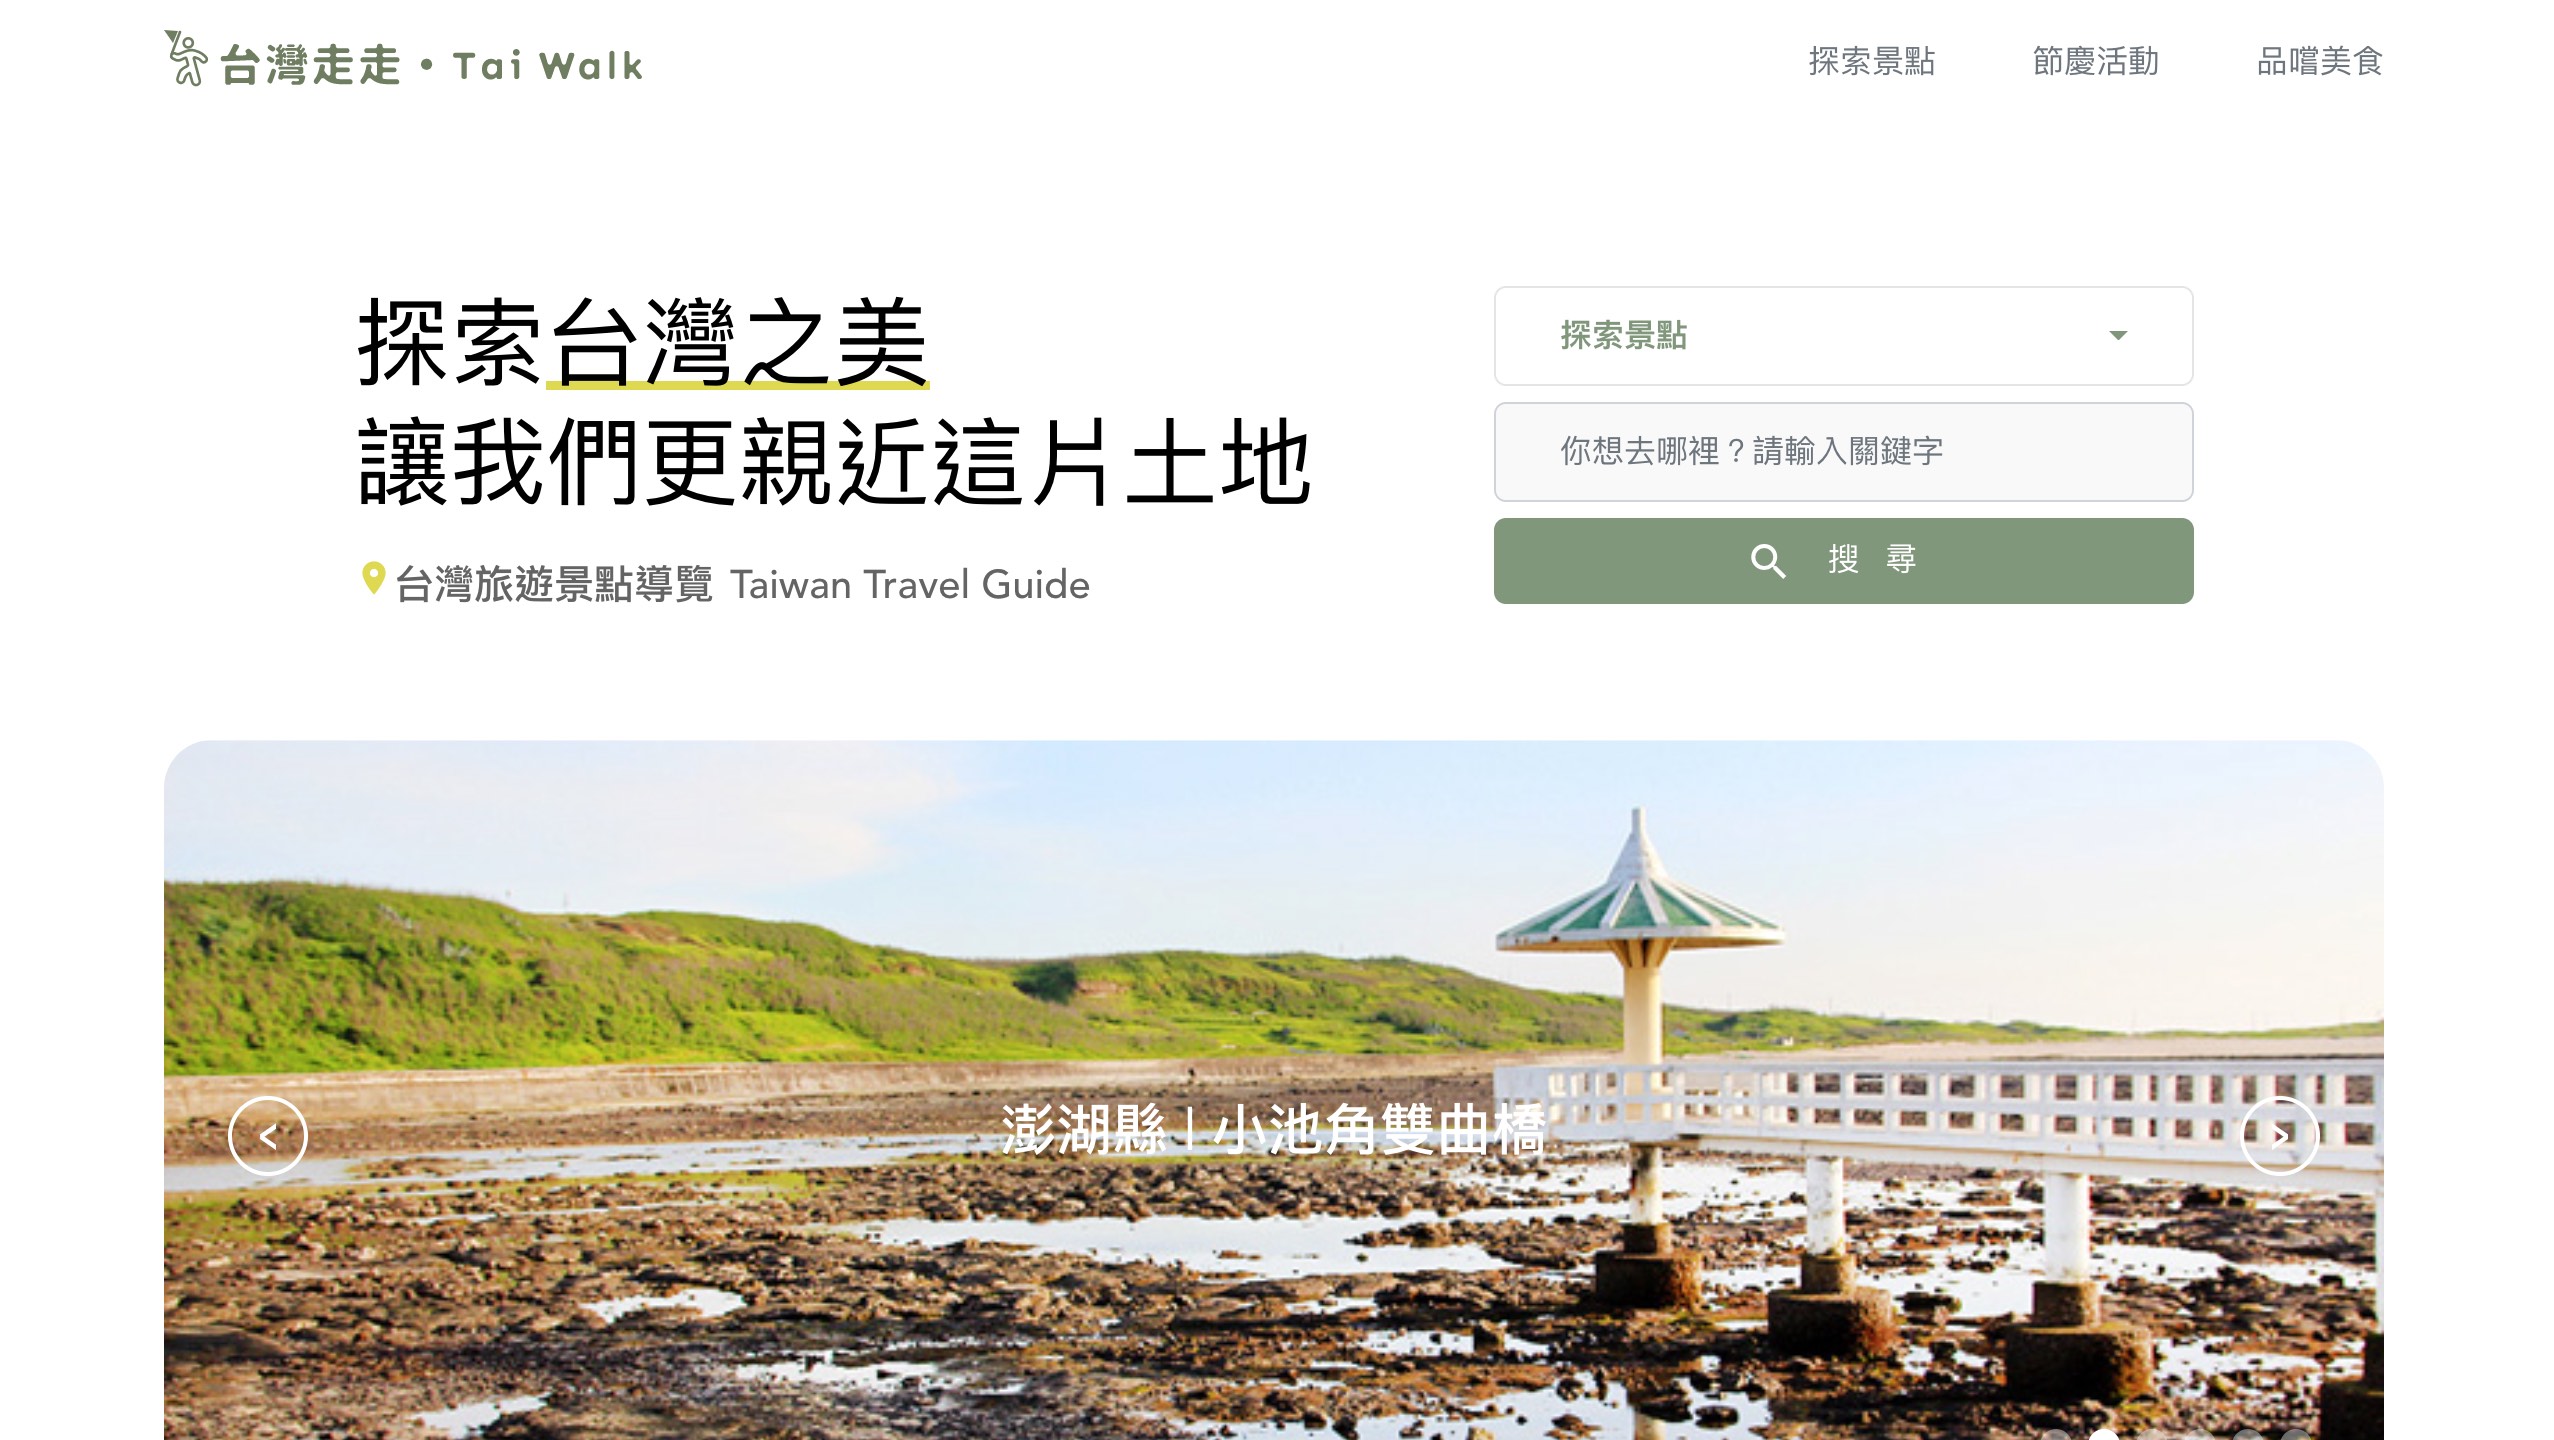 台灣走走・Tai Walk
探索景點
節慶活動
品嚐美食
探索台灣之美
讓我們更親近這片土地
台灣旅遊景點導覽 Taiwan Travel Guide
探索景點
你想去哪裡？請輸入關鍵字
搜 尋
澎湖縣 | 小池角雙曲橋